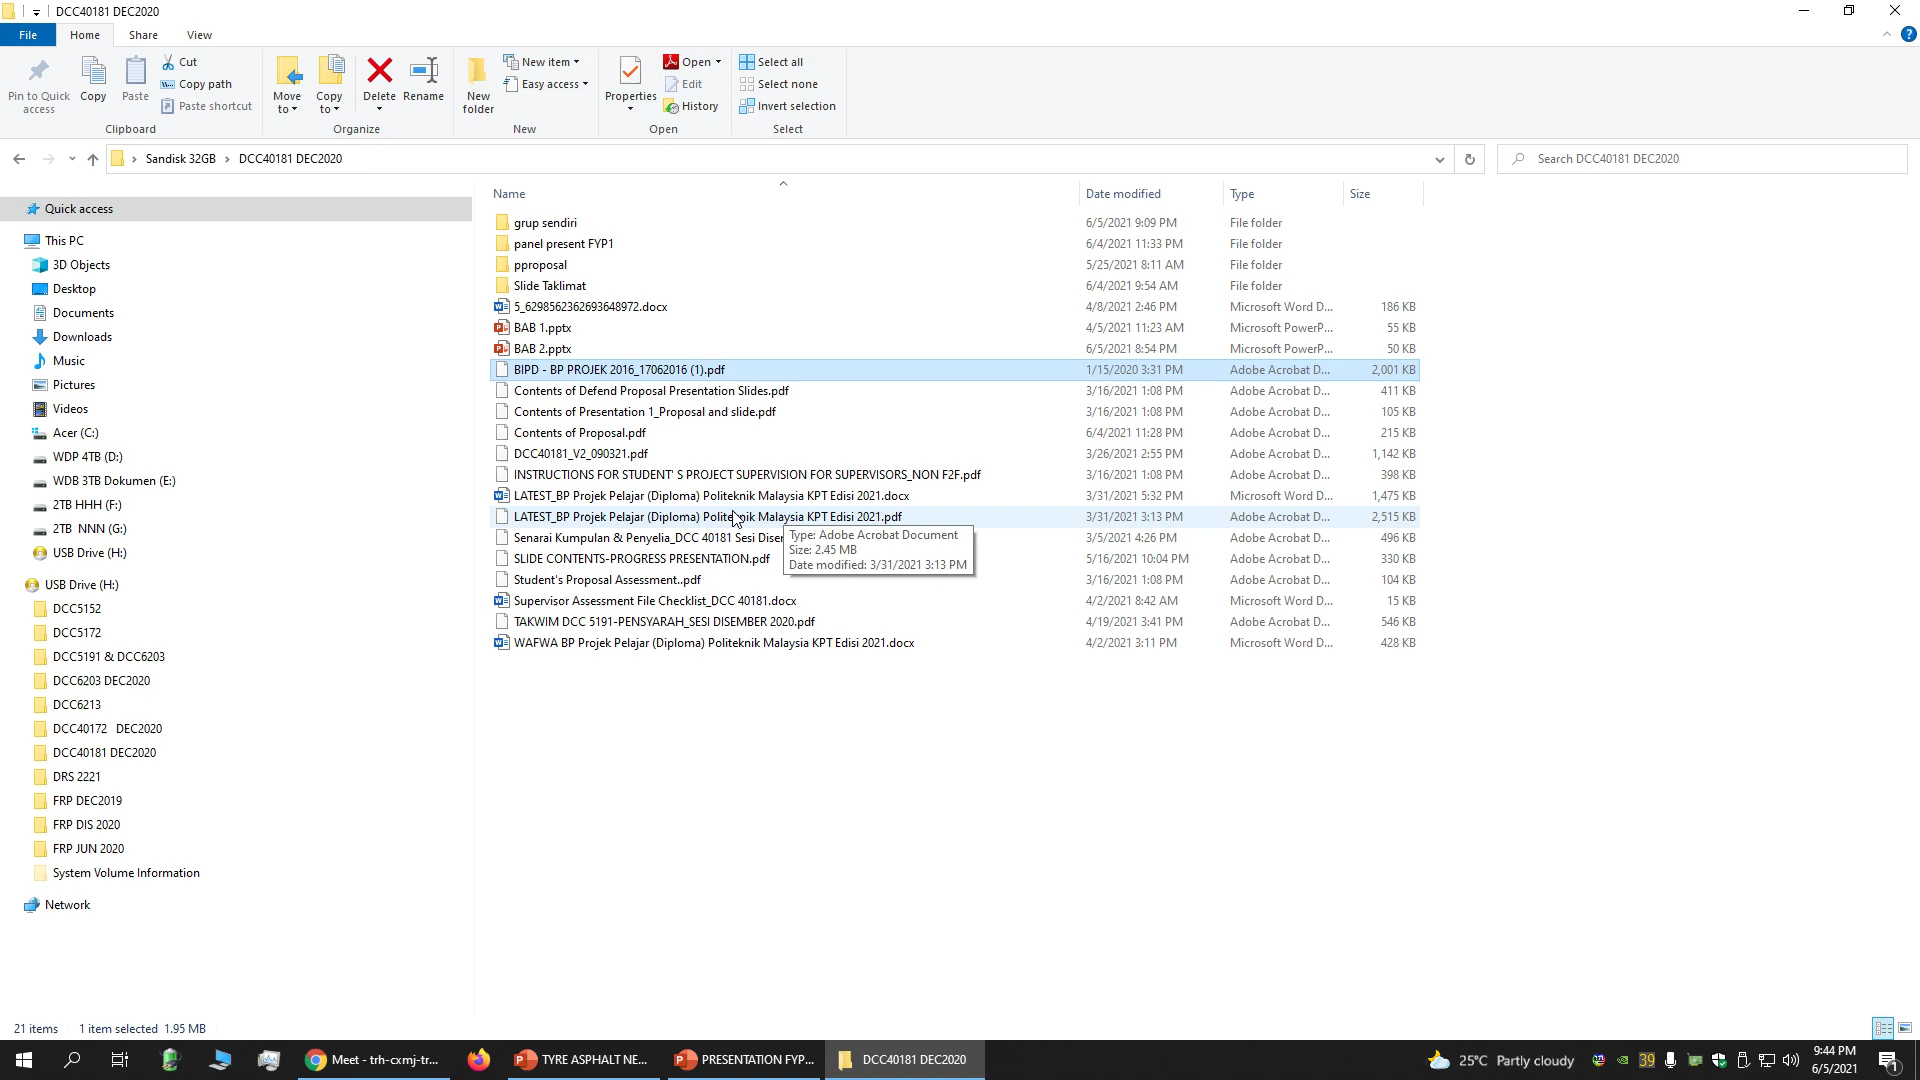 DCC40181 DEC2020
File
Home
Share
View
Pin to Quick access
Copy
Paste
Cut
Copy path
Paste shortcut
Clipboard
Move to
Copy to
Delete
Rename
Organize
New folder
New item
Easy access
New
Properties
Open
Edit
History
Open
Select all
Select none
Invert selection
Select
Sandisk 32GB > DCC40181 DEC2020
Search DCC40181 DEC2020
Quick access
This PC
3D Objects
Desktop
Documents
Downloads
Music
Pictures
Videos
Acer (C:)
WDP 4TB (D:)
WDB 3TB Dokumen (E:)
2TB HHH (F:)
2TB NNN (G:)
USB Drive (H:)
USB Drive (H:)
DCC5152
DCC5172
DCC5191 & DCC6203
DCC6203 DEC2020
DCC6213
DCC40172 DEC2020
DCC40181 DEC2020
DRS 2221
FRP DEC2019
FRP DIS 2020
FRP JUN 2020
System Volume Information
Network
Name Date modified Type Size
grup sendiri 6/5/2021 9:09 PM File folder
panel present FYP1 6/4/2021 11:33 PM File folder
pproposal 5/25/2021 8:11 AM File folder
Slide Taklimat 6/4/2021 9:54 AM File folder
5_6298562362693648972.docx 4/8/2021 2:46 PM Microsoft Word D... 186 KB
BAB 1.pptx 4/5/2021 11:23 AM Microsoft PowerP... 55 KB
BAB 2.pptx 6/5/2021 8:54 PM Microsoft PowerP... 50 KB
BIPD - BP PROJEK 2016_17062016 (1).pdf 1/15/2020 3:31 PM Adobe Acrobat D... 2,001 KB
Contents of Defend Proposal Presentation Slides.pdf 3/16/2021 1:08 PM Adobe Acrobat D... 411 KB
Contents of Presentation 1_Proposal and slide.pdf 3/16/2021 1:08 PM Adobe Acrobat D... 105 KB
Contents of Proposal.pdf 6/4/2021 11:28 PM Adobe Acrobat D... 215 KB
DCC40181_V2_090321.pdf 3/26/2021 2:55 PM Adobe Acrobat D... 1,142 KB
INSTRUCTIONS FOR STUDENT' S PROJECT SUPERVISION FOR SUPERVISORS_NON F2F.pdf 3/16/2021 1:08 PM Adobe Acrobat D... 398 KB
LATEST_BP Projek Pelajar (Diploma) Politeknik Malaysia KPT Edisi 2021.docx 3/31/2021 5:32 PM Microsoft Word D... 1,475 KB
LATEST_BP Projek Pelajar (Diploma) Politeknik Malaysia KPT Edisi 2021.pdf 3/31/2021 3:13 PM Adobe Acrobat D... 2,515 KB
Senarai Kumpulan & Penyelia_DCC 40181 Sesi Diser 3/5/2021 4:26 PM Adobe Acrobat D... 496 KB
SLIDE CONTENTS-PROGRESS PRESENTATION.pdf 5/16/2021 10:04 PM Adobe Acrobat D... 330 KB
Student's Proposal Assessment..pdf 3/16/2021 1:08 PM Adobe Acrobat D... 104 KB
Supervisor Assessment File Checklist_DCC 40181.docx 4/2/2021 8:42 AM Microsoft Word D... 15 KB
TAKWIM DCC 5191-PENSYARAH_SESI DISEMBER 2020.pdf 4/19/2021 3:41 PM Adobe Acrobat D... 546 KB
WAFWA BP Projek Pelajar (Diploma) Politeknik Malaysia KPT Edisi 2021.docx 4/2/2021 3:11 PM Microsoft Word D... 428 KB
Type: Adobe Acrobat Document
Size: 2.45 MB
Date modified: 3/31/2021 3:13 PM
21 items 1 item selected 1.95 MB
Meet - trh-cxmj-tr...
TYRE ASPHALT NE...
PRESENTATION FYP...
DCC40181 DEC2020
25°C Partly cloudy
39
9:44 PM
6/5/2021
1